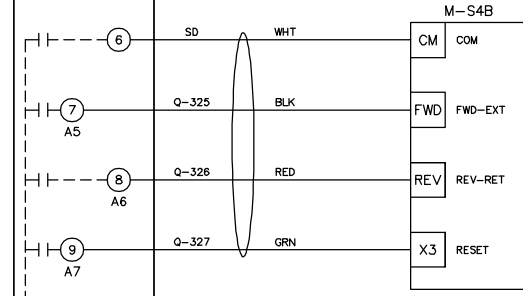 M-S4B
6 SD WHT CM COM
7 Q-325 BLK FWD FWD-EXT
A5
8 Q-326 RED REV REV-RET
A6
9 Q-327 GRN X3 RESET
A7